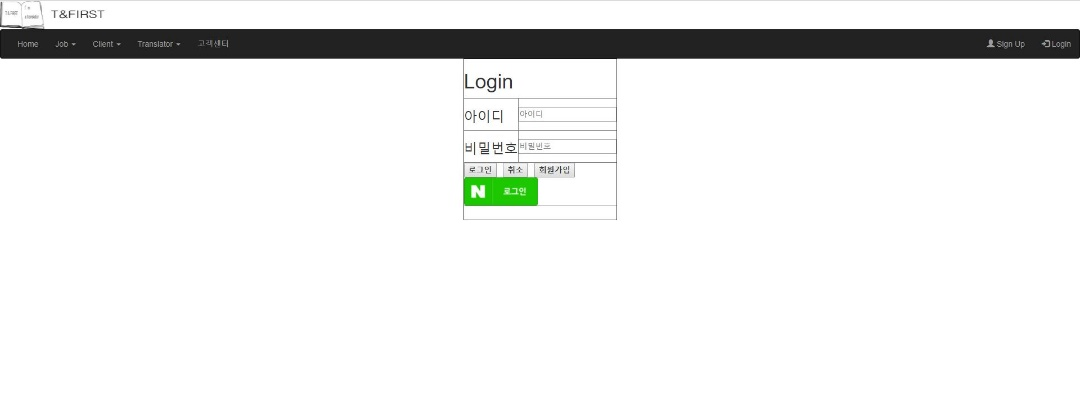 T&FIRST
Home Job Client Translator 고객센터 Sign Up Login
Login
아이디 아이디
비밀번호 비밀번호
로그인 취소 회원가입
N 로그인